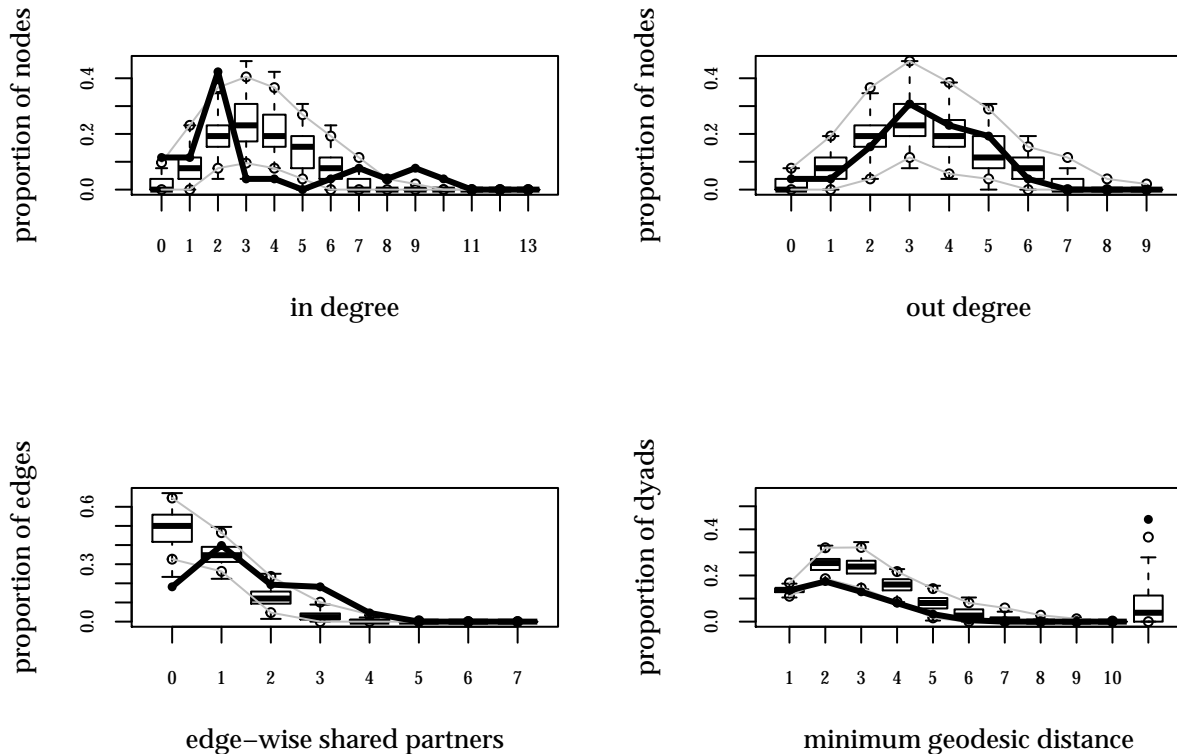 proportion of nodes
0.0 0.2 0.4
0 1 2 3 4 5 6 7 8 9 11 13
in degree
proportion of nodes
0.0 0.2 0.4
0 1 2 3 4 5 6 7 8 9
out degree
proportion of edges
0.0 0.3 0.6
0 1 2 3 4 5 6 7
edge−wise shared partners
proportion of dyads
0.0 0.2 0.4
1 2 3 4 5 6 7 8 9 10
minimum geodesic distance